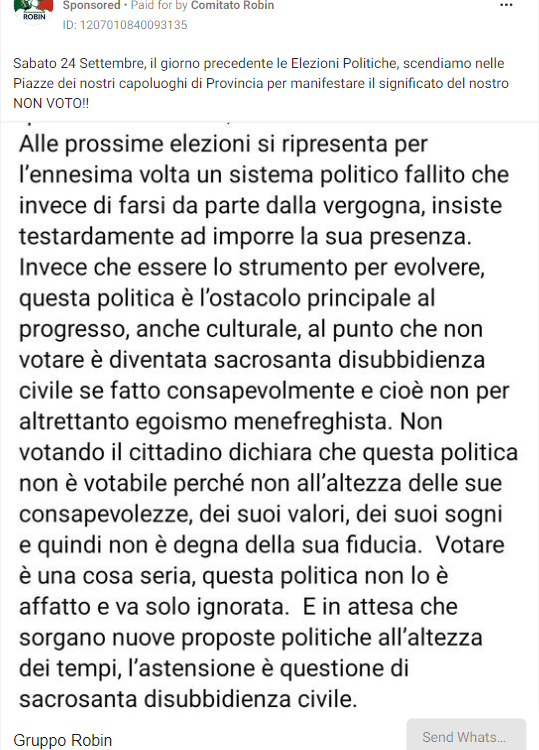 ROBIN
Sponsored • Paid for by Comitato Robin
ID: 1207010840093135
Sabato 24 Settembre, il giorno precedente le Elezioni Politiche, scendiamo nelle
Piazze dei nostri capoluoghi di Provincia per manifestare il significato del nostro
NON VOTO!!
Alle prossime elezioni si ripresenta per
l'ennesima volta un sistema politico fallito che
invece di farsi da parte dalla vergogna, insiste
testardamente ad imporre la sua presenza.
Invece che essere lo strumento per evolvere,
questa politica è l'ostacolo principale al
progresso, anche culturale, al punto che non
votare è diventata sacrosanta disubbidienza
civile se fatto consapevolmente e cioè non per
altrettanto egoismo menefreghista. Non
votando il cittadino dichiara che questa politica
non è votabile perché non all'altezza delle sue
consapevolezze, dei suoi valori, dei suoi sogni
e quindi non è degna della sua fiducia.  Votare
è una cosa seria, questa politica non lo è
affatto e va solo ignorata.  E in attesa che
sorgano nuove proposte politiche all'altezza
dei tempi, l'astensione è questione di
sacrosanta disubbidienza civile.
Gruppo Robin
Send Whats...